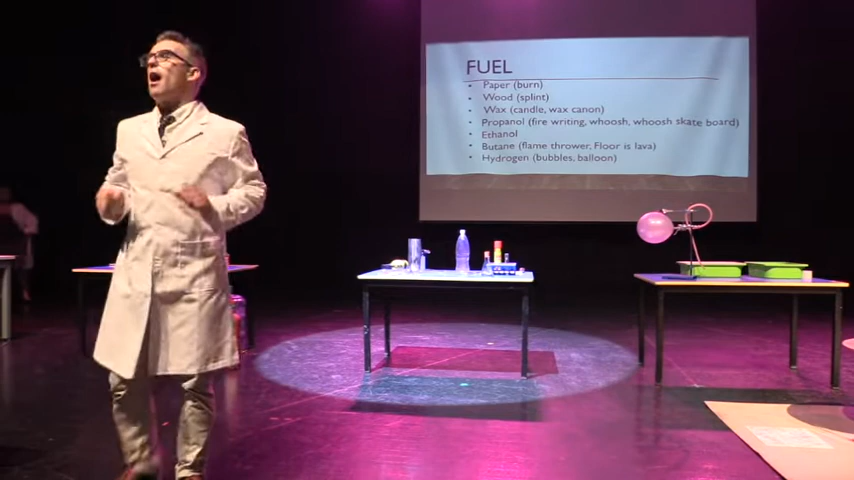 FUEL
• Paper (burn)
• Wood (splint)
• Wax (candle, wax canon)
• Propanol (fire writing, whoosh, Whoosh Skate board)
• Ethanol
• Butane (flame thrower, Floor is lava)
• Hydrogen (bubbles, balloon)